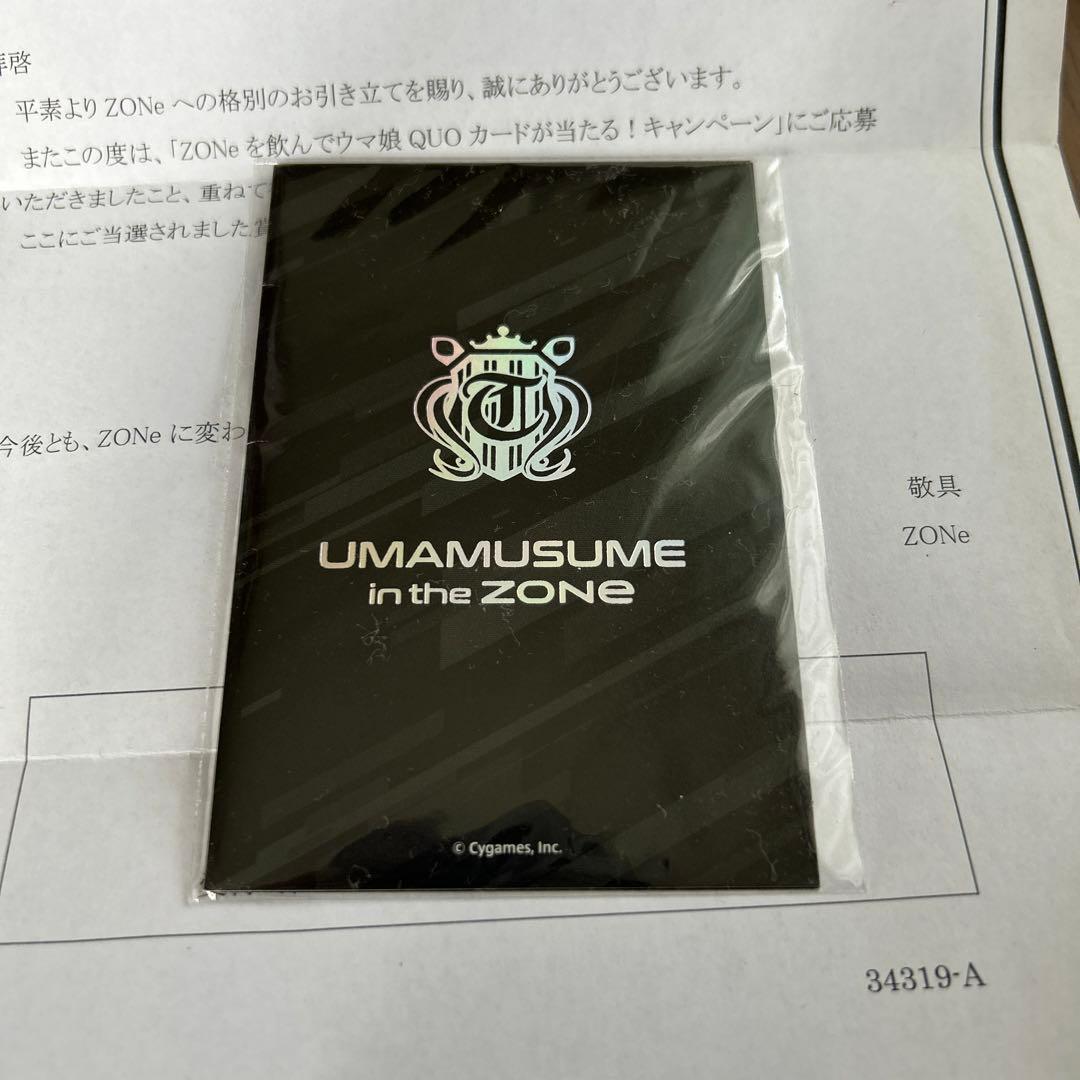 拝啓
平素より ZONe への格別のお引き立てを賜り、誠にありがとうございます。
またこの度は、「ZONe を飲んでウマ娘 QUO カードが当たる！キャンペーン」にご応募
いただきましたこと、重ねて
ここにご当選されました賞
今後とも、ZONe に変わ
敬具
ZONe
T
UMAMUSUME
in the ZONe
© Cygames, Inc.
34319-A